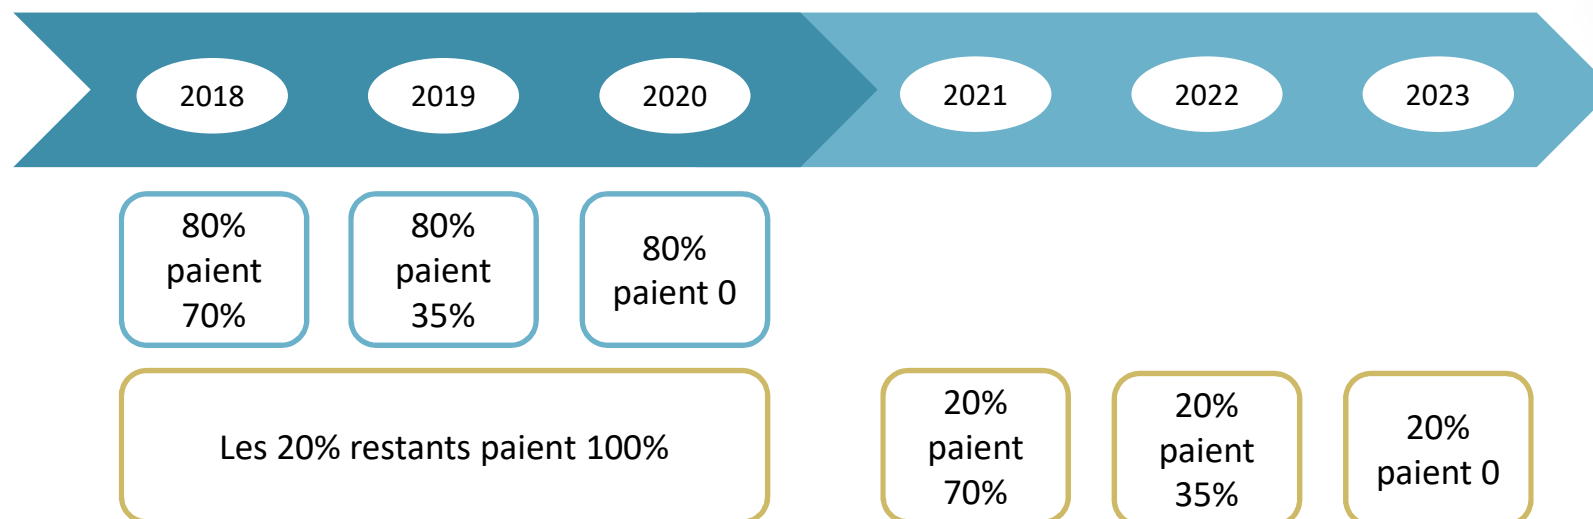 2018
2019
2020
2021
2022
2023
80%
paient
70%
80%
paient
35%
80%
paient 0
Les 20% restants paient 100%
20%
paient
70%
20%
paient
35%
20%
paient 0